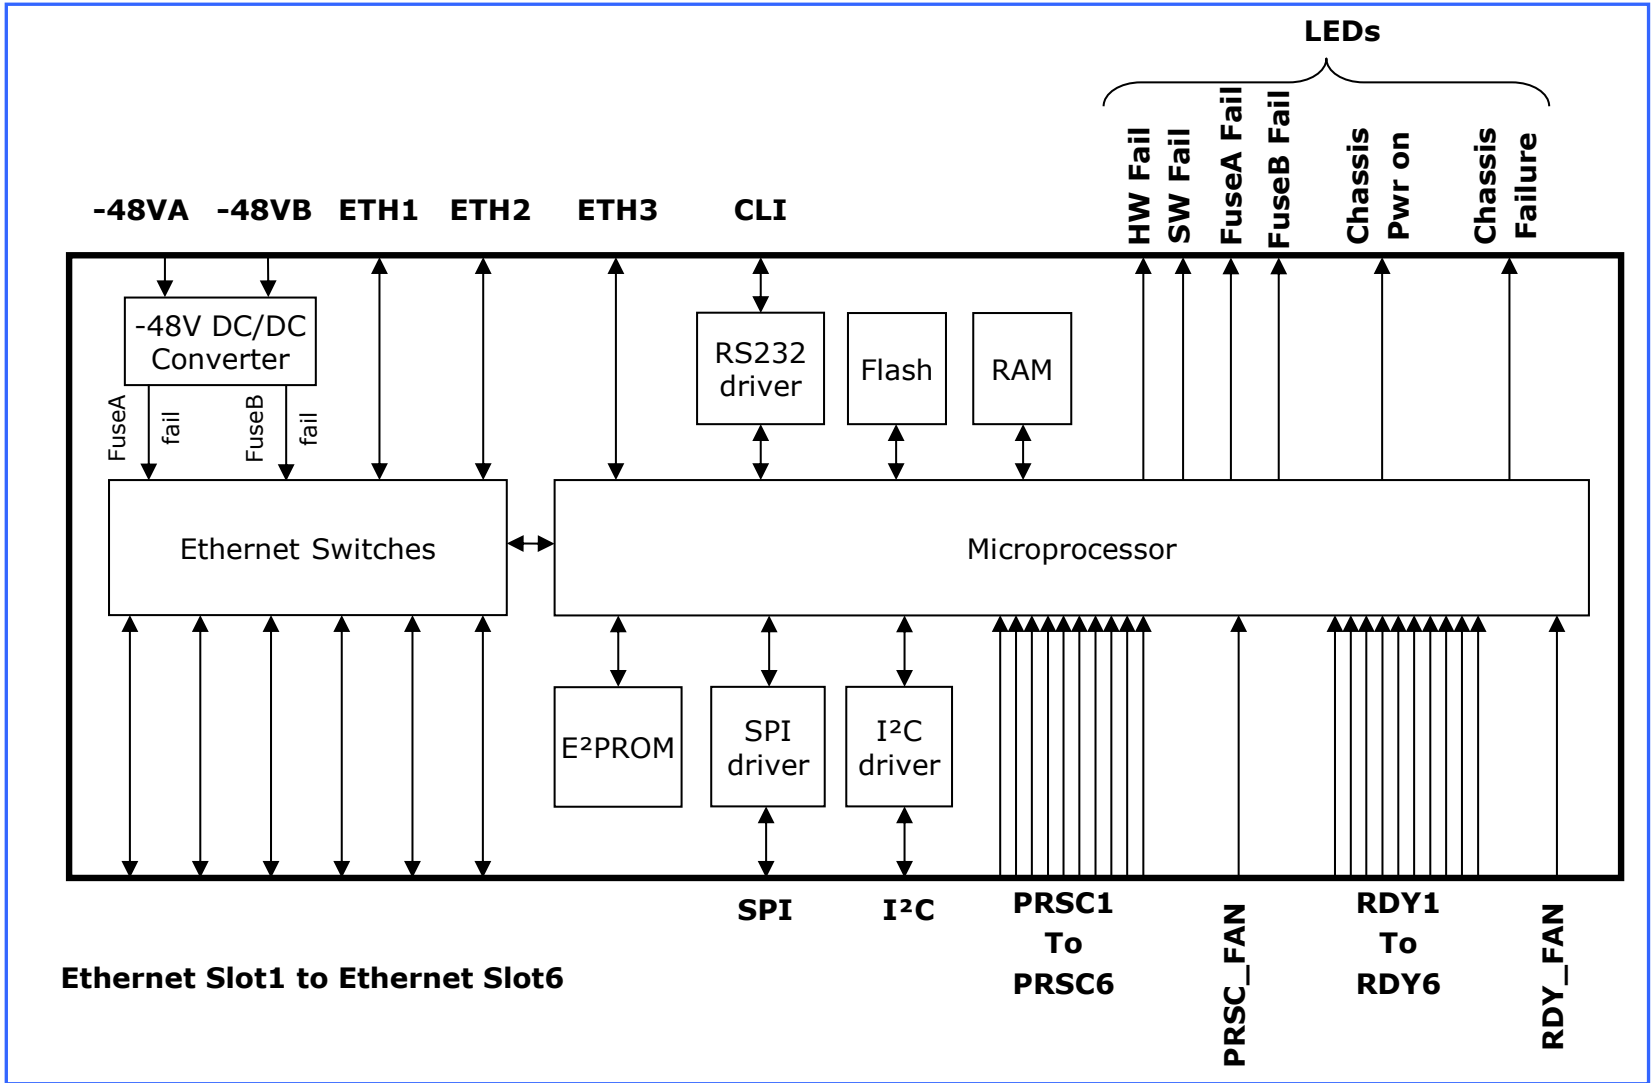 LEDs
HW Fail
SW Fail
FuseA Fail
FuseB Fail
Chassis
Pwr on
Chassis
Failure
-48VA
-48VB
ETH1
ETH2
ETH3
CLI
-48V DC/DC
Converter
RS232
driver
Flash
RAM
FuseA
fail
FuseB
fail
Ethernet Switches
Microprocessor
E²PROM
SPI
driver
I²C
driver
SPI
I²C
PRSC1
To
PRSC6
PRSC_FAN
RDY1
To
RDY6
RDY_FAN
Ethernet Slot1 to Ethernet Slot6